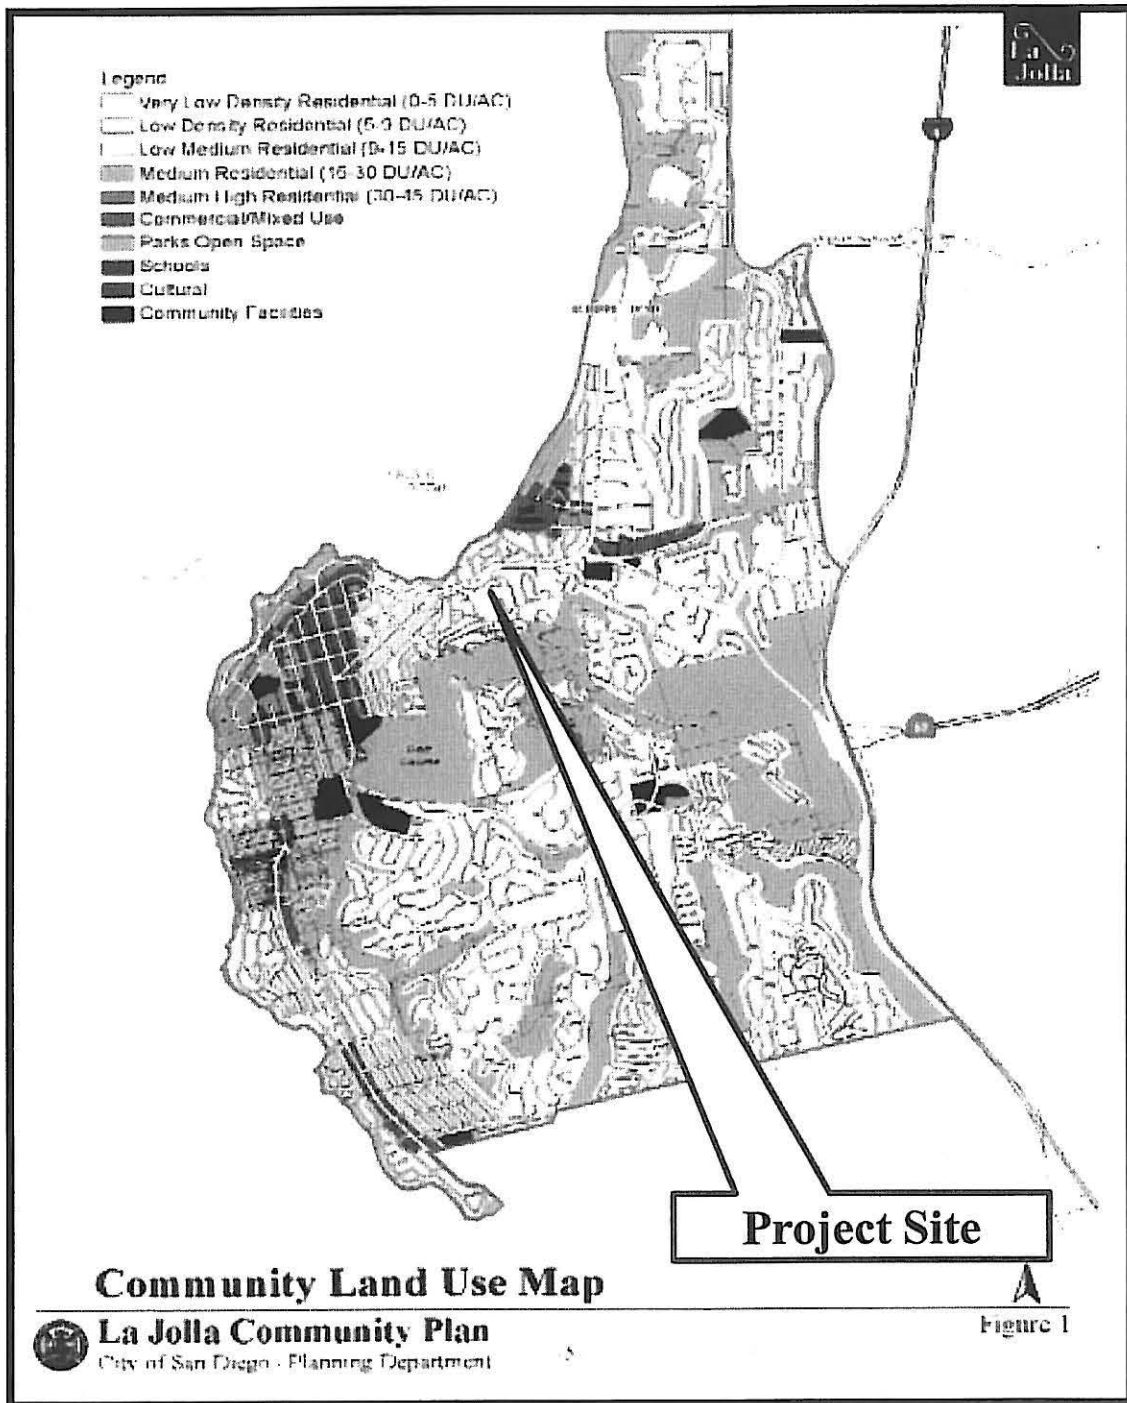 La
Jolla
Legend
Very Low Density Residential (0-5 DU/AC)
Low Density Residential (5-9 DU/AC)
Low Medium Residential (9-15 DU/AC)
Medium Residential (15-30 DU/AC)
Medium High Residential (30-45 DU/AC)
Commercial/Mixed Use
Parks Open Space
Schools
Cultural
Community Facilities
Project Site
Community Land Use Map
La Jolla Community Plan
City of San Diego - Planning Department
5
Figure 1